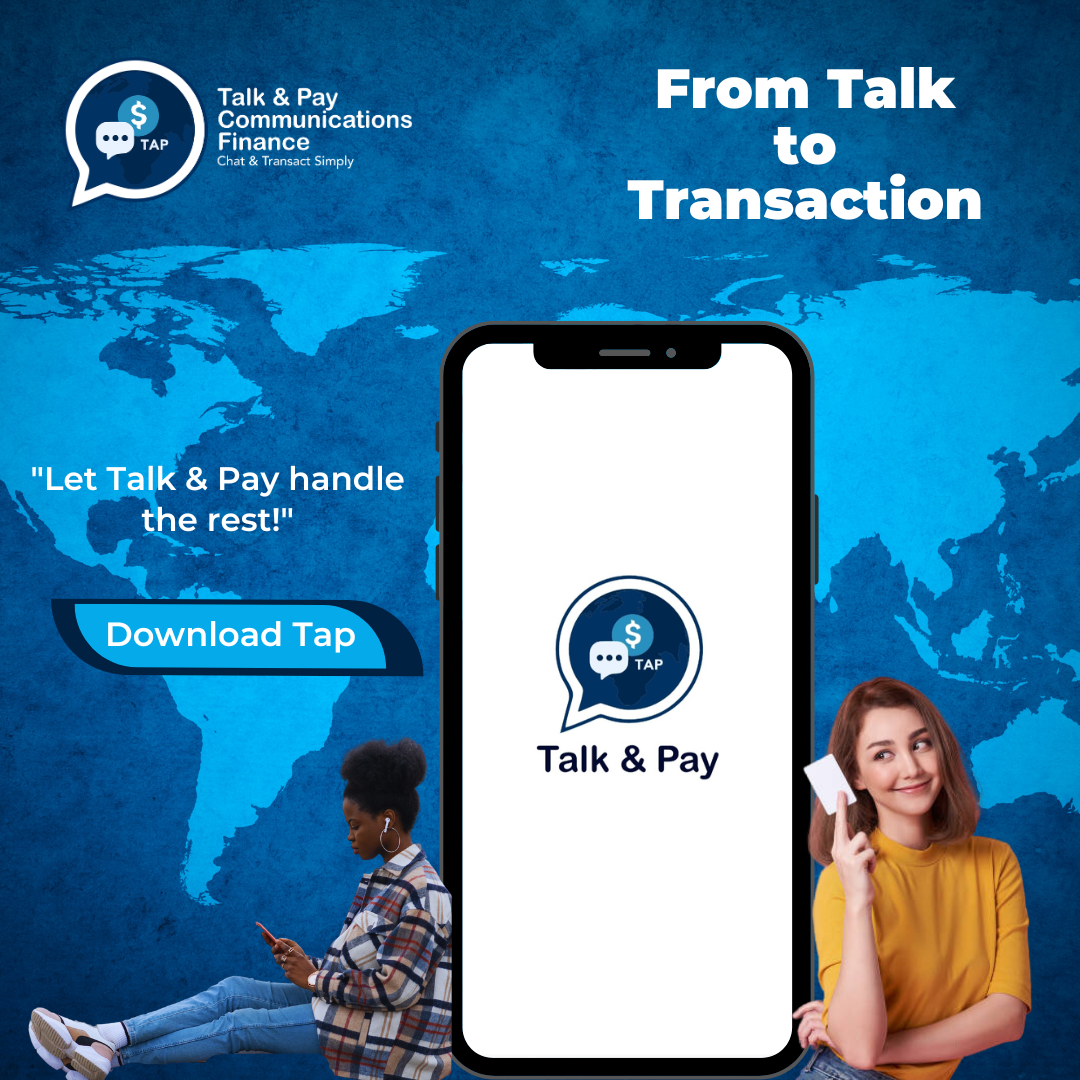 $
TAP
Talk & Pay
Communications
Finance
Chat & Transact Simply
From Talk
to
Transaction
"Let Talk & Pay handle
the rest!"
Download Tap
$
TAP
Talk & Pay